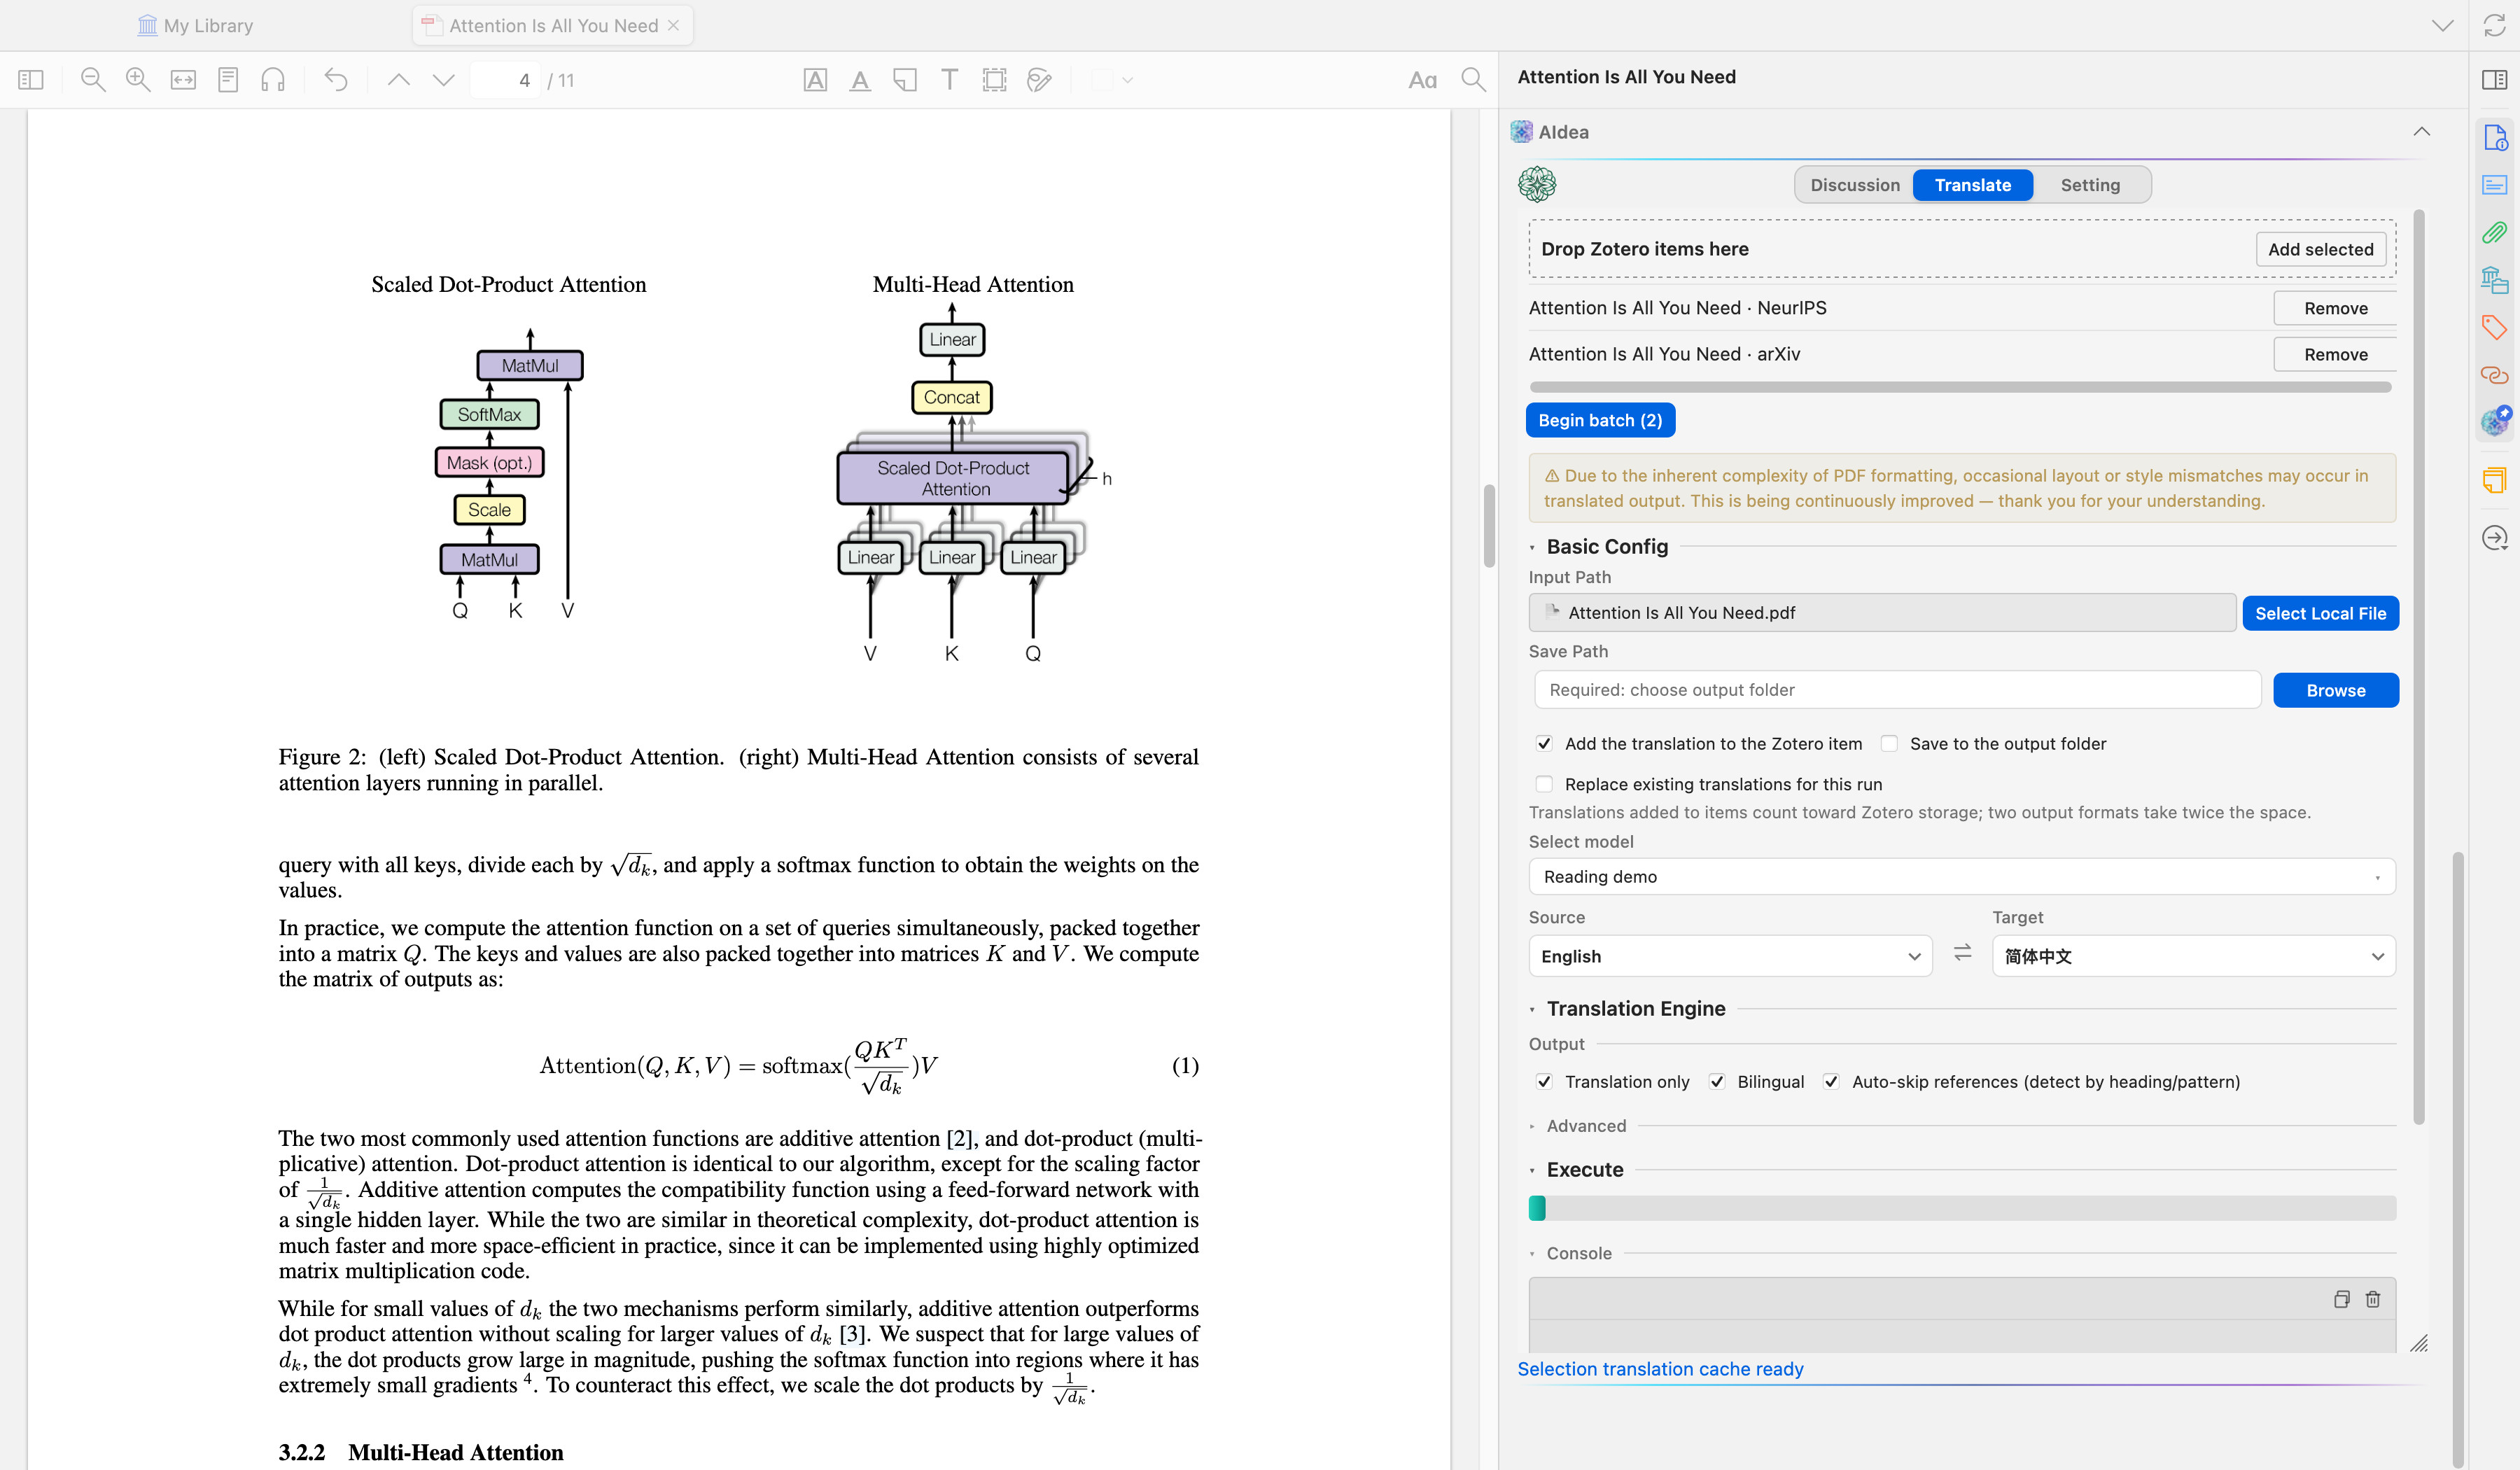 My Library
Attention Is All You Need
4 / 11
Aa
Scaled Dot-Product Attention
MatMul
SoftMax
Mask (opt.)
Scale
MatMul
Q K V
Multi-Head Attention
Linear
Concat
Scaled Dot-Product
Attention
h
Linear Linear Linear
V K Q
Figure 2: (left) Scaled Dot-Product Attention. (right) Multi-Head Attention consists of several
attention layers running in parallel.
query with all keys, divide each by √dk, and apply a softmax function to obtain the weights on the
values.
In practice, we compute the attention function on a set of queries simultaneously, packed together
into a matrix Q. The keys and values are also packed together into matrices K and V. We compute
the matrix of outputs as:
Attention(Q, K, V) = softmax(QK^T/√dk)V (1)
The two most commonly used attention functions are additive attention [2], and dot-product (multi-
plicative) attention. Dot-product attention is identical to our algorithm, except for the scaling factor
of 1/√dk. Additive attention computes the compatibility function using a feed-forward network with
a single hidden layer. While the two are similar in theoretical complexity, dot-product attention is
much faster and more space-efficient in practice, since it can be implemented using highly optimized
matrix multiplication code.
While for small values of dk the two mechanisms perform similarly, additive attention outperforms
dot product attention without scaling for larger values of dk [3]. We suspect that for large values of
dk, the dot products grow large in magnitude, pushing the softmax function into regions where it has
extremely small gradients 4. To counteract this effect, we scale the dot products by 1/√dk.
3.2.2 Multi-Head Attention
Attention Is All You Need
AIdea
Discussion Translate Setting
Drop Zotero items here
Add selected
Attention Is All You Need · NeurIPS
Remove
Attention Is All You Need · arXiv
Remove
Begin batch (2)
⚠ Due to the inherent complexity of PDF formatting, occasional layout or style mismatches may occur in
translated output. This is being continuously improved — thank you for your understanding.
Basic Config
Input Path
Attention Is All You Need.pdf
Select Local File
Save Path
Required: choose output folder
Browse
Add the translation to the Zotero item Save to the output folder
Replace existing translations for this run
Translations added to items count toward Zotero storage; two output formats take twice the space.
Select model
Reading demo
Source Target
English 简体中文
Translation Engine
Output
Translation only Bilingual Auto-skip references (detect by heading/pattern)
Advanced
Execute
Console
Selection translation cache ready